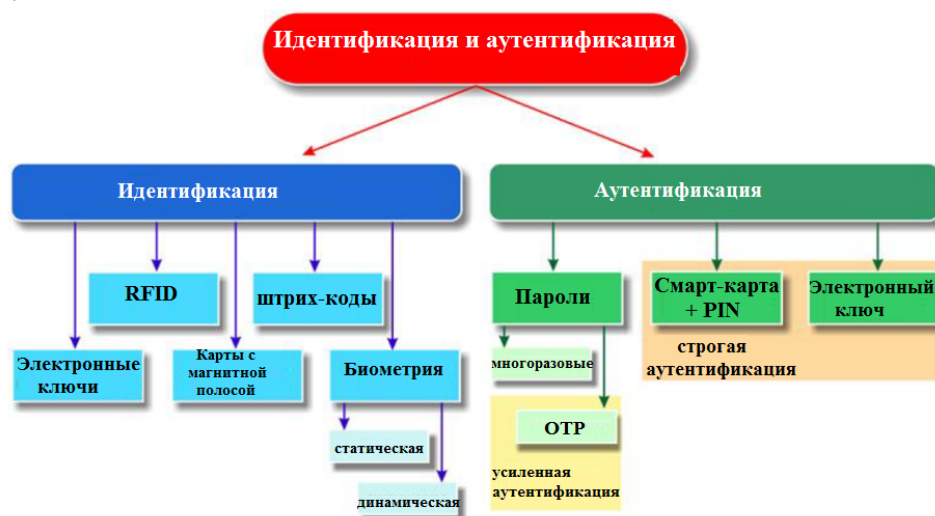 Идентификация и аутентификация
Идентификация
Аутентификация
RFID
штрих-коды
Электронные
ключи
Карты с
магнитной
полосой
Биометрия
статическая
динамическая
Пароли
многоразовые
OTP
усиленная
аутентификация
Смарт-карта
+ PIN
Электронный
ключ
строгая
аутентификация